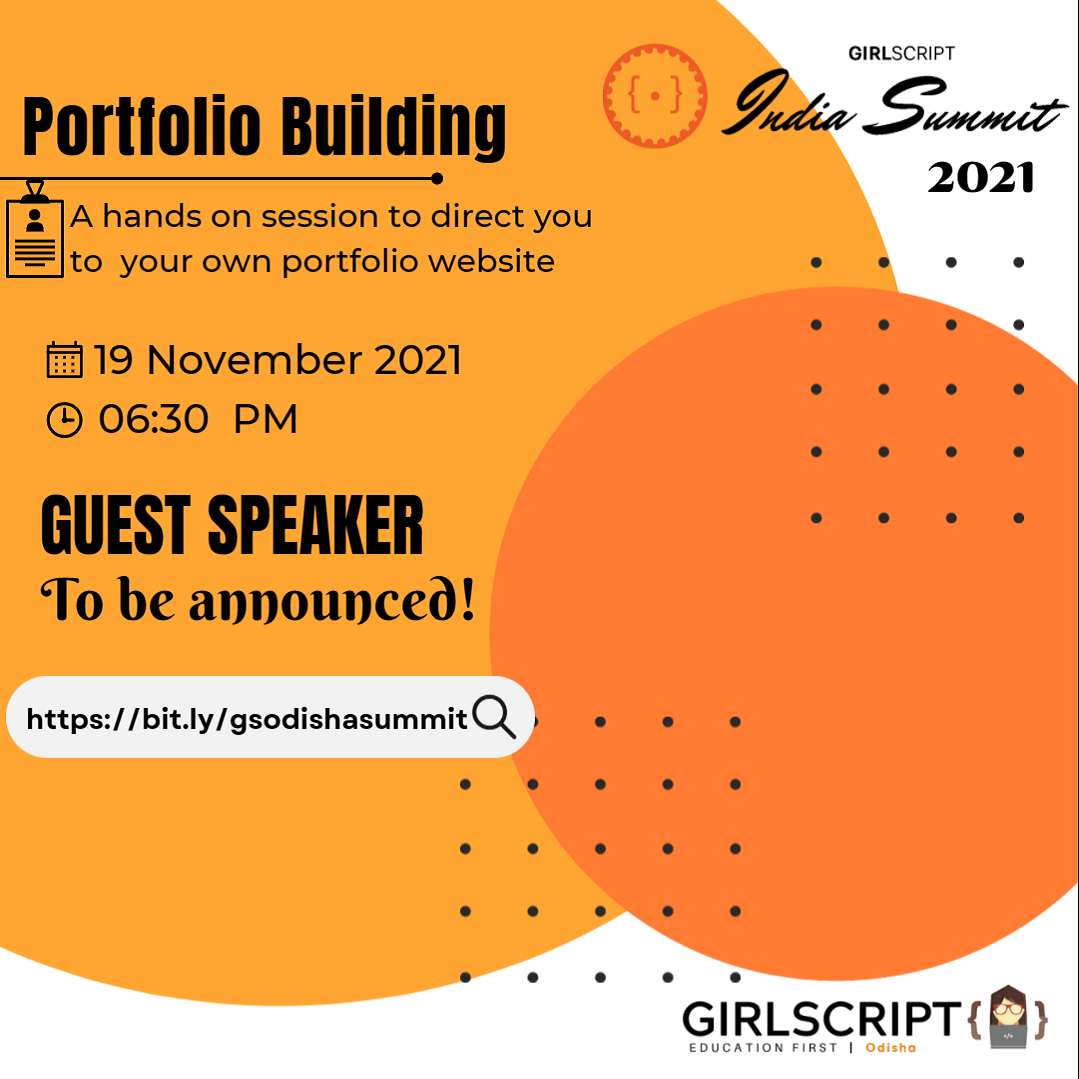 GIRLSCRIPT
India Summit
2021
{ • }
Portfolio Building
A hands on session to direct you
to your own portfolio website
19 November 2021
06:30 PM
GUEST SPEAKER
To be announced!
https://bit.ly/gsodishasummit
GIRLSCRIPT{ }
</>
EDUCATION FIRST | Odisha